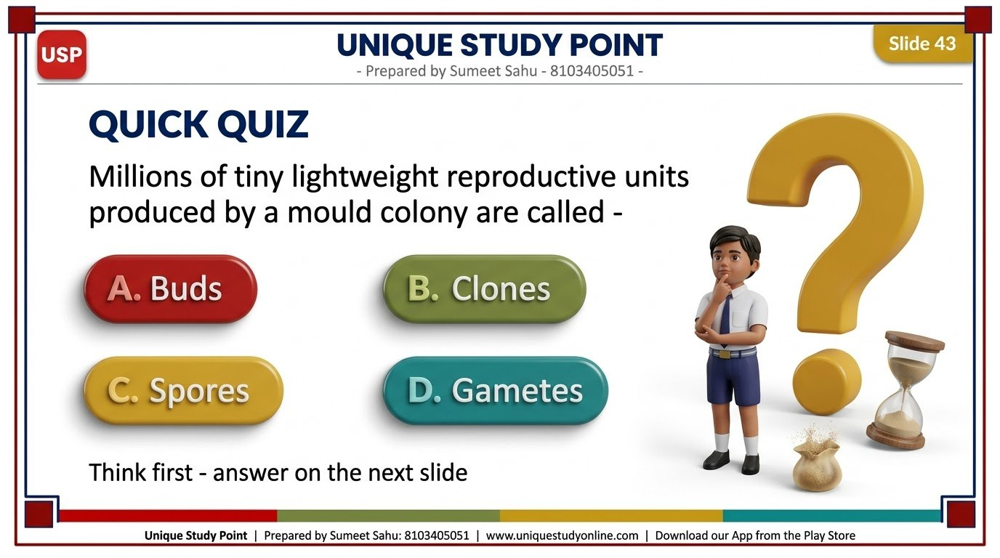 USP
UNIQUE STUDY POINT
- Prepared by Sumeet Sahu - 8103405051 -
Slide 43
QUICK QUIZ
Millions of tiny lightweight reproductive units
produced by a mould colony are called -
A. Buds
B. Clones
C. Spores
D. Gametes
Think first - answer on the next slide
Unique Study Point | Prepared by Sumeet Sahu: 8103405051 | www.uniquestudyonline.com | Download our App from the Play Store